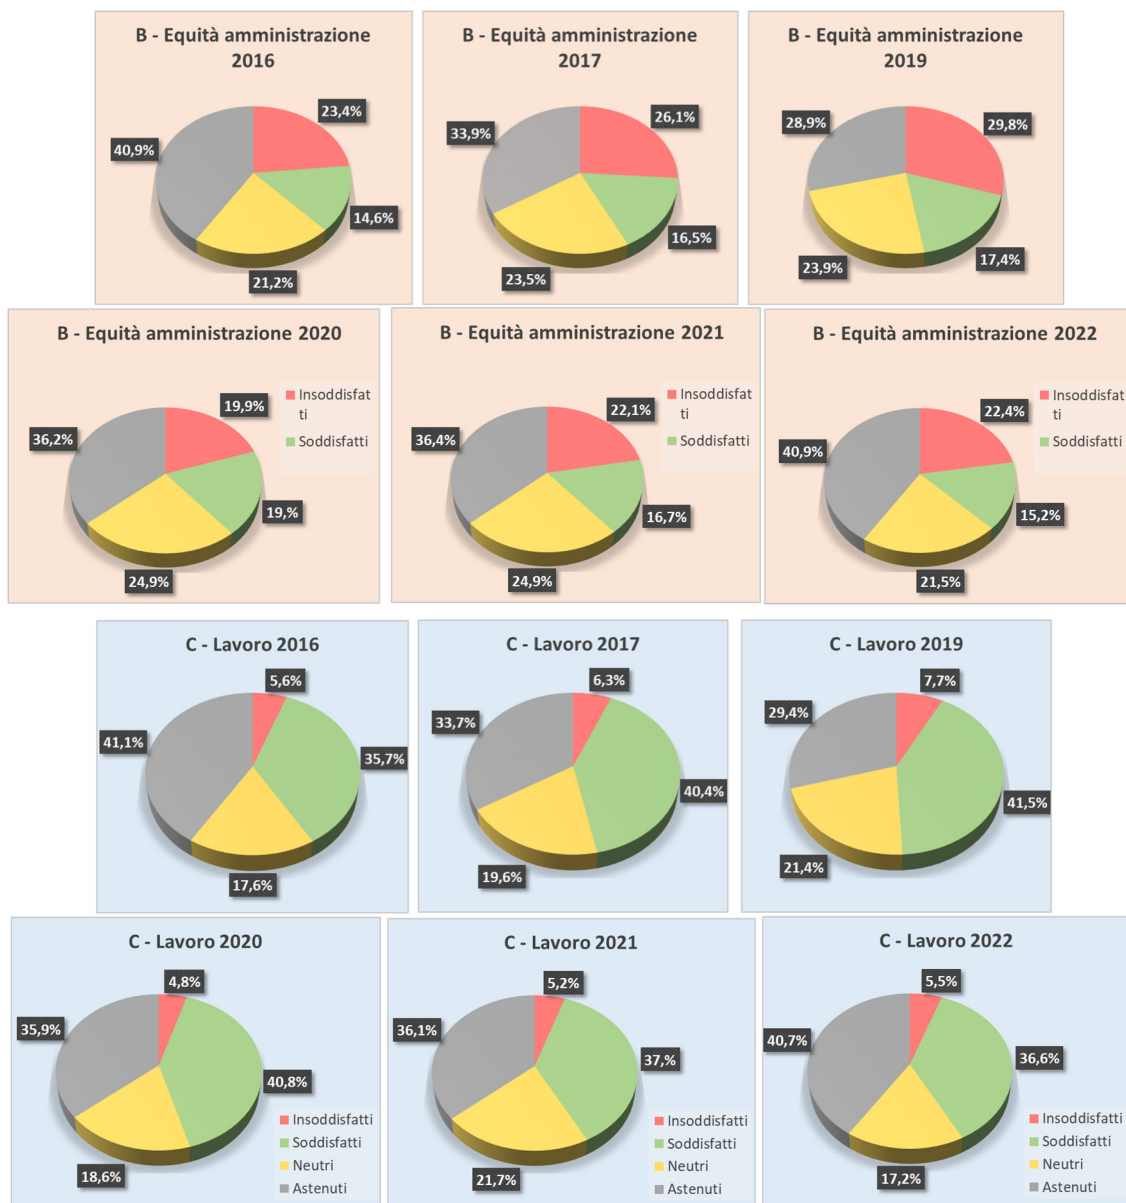 B - Equità amministrazione
2016
23,4%
40,9%
14,6%
21,2%
B - Equità amministrazione
2017
26,1%
33,9%
16,5%
23,5%
B - Equità amministrazione
2019
28,9%
29,8%
17,4%
23,9%
B - Equità amministrazione 2020
19,9%
36,2%
19,%
24,9%
Insoddisfat
ti
Soddisfatti
B - Equità amministrazione 2021
22,1%
36,4%
16,7%
24,9%
Insoddisfat
ti
Soddisfatti
B - Equità amministrazione 2022
22,4%
40,9%
15,2%
21,5%
Insoddisfat
ti
Soddisfatti
C - Lavoro 2016
5,6%
41,1%
35,7%
17,6%
C - Lavoro 2017
6,3%
33,7%
40,4%
19,6%
C - Lavoro 2019
7,7%
29,4%
41,5%
21,4%
C - Lavoro 2020
4,8%
35,9%
40,8%
18,6%
Insoddisfatti
Soddisfatti
Neutri
Astenuti
C - Lavoro 2021
5,2%
36,1%
37,%
21,7%
Insoddisfatti
Soddisfatti
Neutri
Astenuti
C - Lavoro 2022
5,5%
40,7%
36,6%
17,2%
Insoddisfatti
Soddisfatti
Neutri
Astenuti